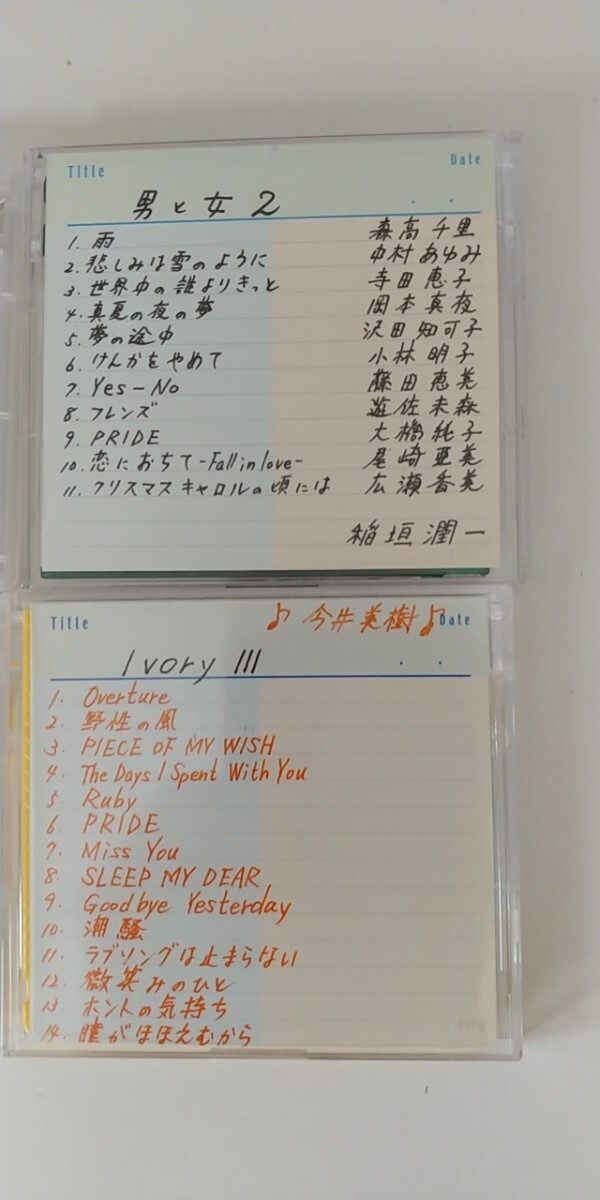 Title Date
男と女 2
1. 雨 森高千里
2. 悲しみは雪のように 中村あゆみ
3. 世界中の誰よりきっと 寺田恵子
4. 真夏の夜の夢 岡本真夜
5. 夢の途中 沢田知可子
6. けんかをやめて 小林明子
7. Yes-No 藤田恵美
8. フレンズ 遊佐未森
9. PRIDE 大橋純子
10. 恋におちて-Fall in love- 尾崎亜美
11. クリスマスキャロルの頃には 広瀬香美
稲垣潤一
Title ♪ 今井美樹 ♪ Date
Ivory III
1. Overture
2. 野性の風
3. PIECE OF MY WISH
4. The Days I Spent With You
5. Ruby
6. PRIDE
7. Miss You
8. SLEEP MY DEAR
9. Goodbye Yesterday
10. 潮騒
11. ラブソングは止まらない
12. 微笑みのひと
13. ホントの気持ち
14. 瞳がほほえむから